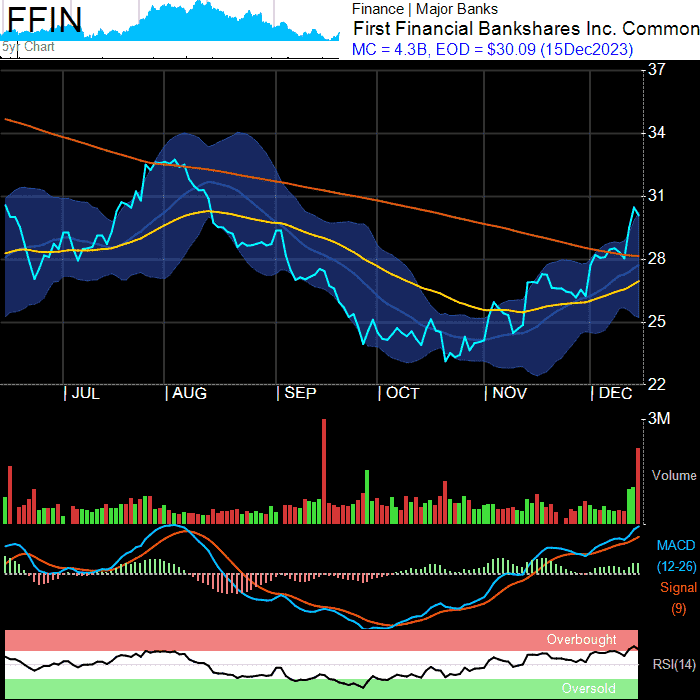 FFIN
5yr Chart
Finance | Major Banks
First Financial Bankshares Inc. Common
MC = 4.3B, EOD = $30.09 (15Dec2023)
37
34
31
28
25
22
| JUL | AUG | SEP | OCT | NOV | DEC
3M
Volume
MACD
(12-26)
Signal
(9)
Overbought
RSI(14)
Oversold